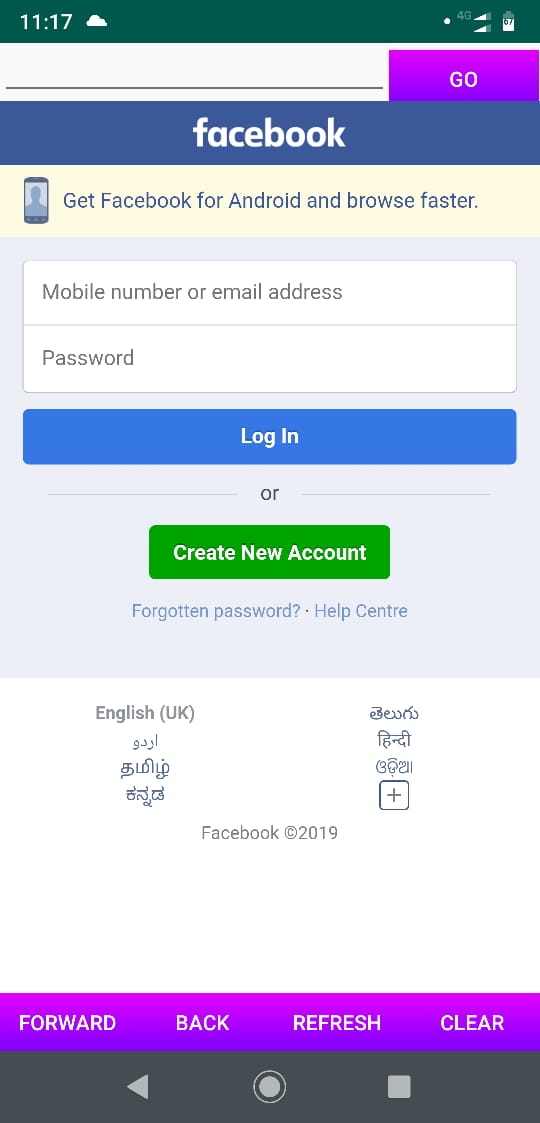 11:17 4G 67
GO
facebook
Get Facebook for Android and browse faster.
Mobile number or email address
Password
Log In
or
Create New Account
Forgotten password? · Help Centre
English (UK) తెలుగు
اردو हिन्दी
தமிழ் ଓଡ଼ିଆ
ಕನ್ನಡ +
Facebook ©2019
FORWARD BACK REFRESH CLEAR